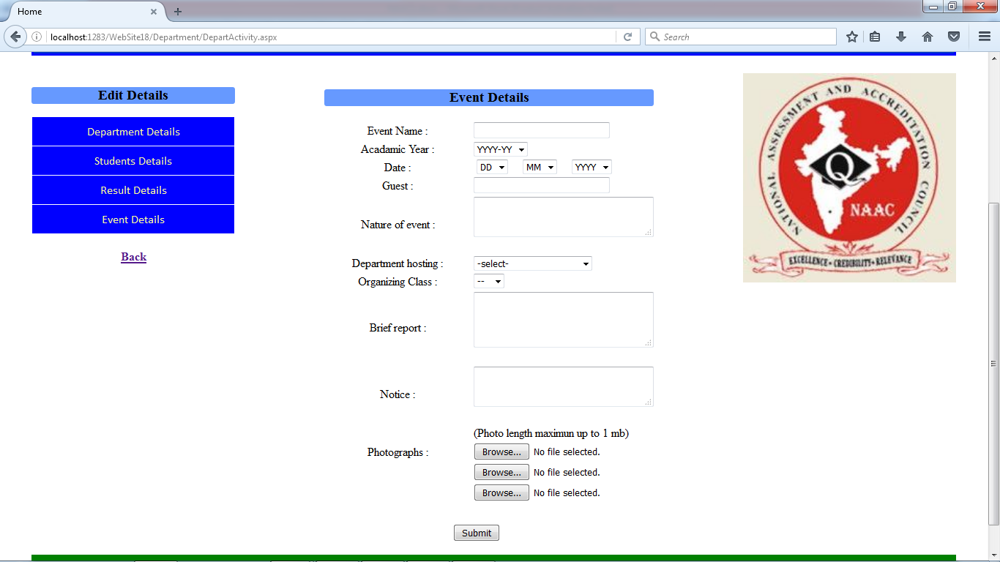 Home
localhost:1283/WebSite18/Department/DepartActivity.aspx
Search
Edit Details
Department Details
Students Details
Result Details
Event Details
Back
Event Details
Event Name :
Acadamic Year : YYYY-YY
Date : DD MM YYYY
Guest :
Nature of event :
Department hosting : -select-
Organizing Class : --
Brief report :
Notice :
(Photo length maximun up to 1 mb)
Photographs : Browse... No file selected.
Browse... No file selected.
Browse... No file selected.
Submit
NATIONAL ASSESSMENT AND ACCREDITATION COUNCIL
Q
NAAC
EXCELLENCE • CREDIBILITY • RELEVANCE